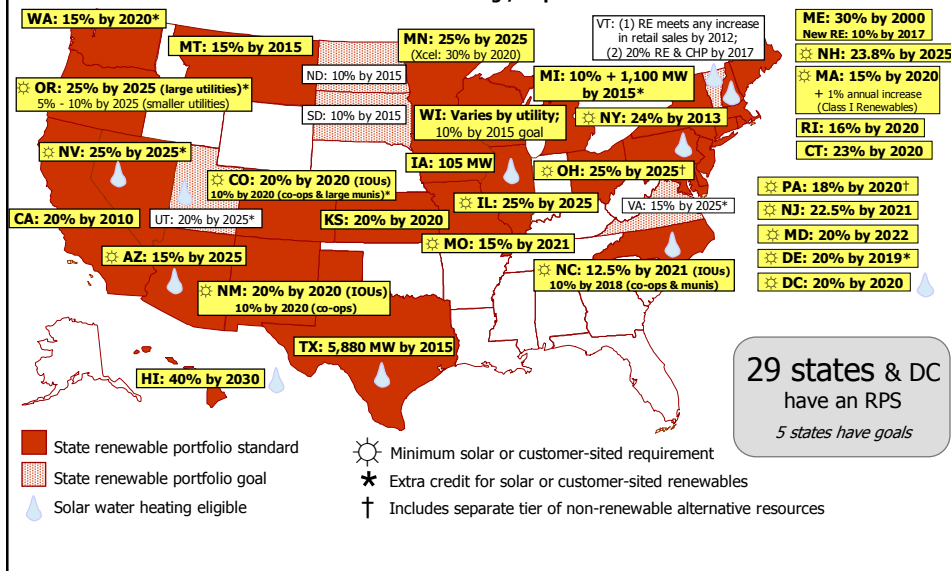 WA: 15% by 2020*
MT: 15% by 2015
MN: 25% by 2025
(Xcel: 30% by 2020)
VT: (1) RE meets any increase
in retail sales by 2012;
(2) 20% RE & CHP by 2017
ME: 30% by 2000
New RE: 10% by 2017
☼ NH: 23.8% by 2025
☼ MA: 15% by 2020
+ 1% annual increase
(Class I Renewables)
RI: 16% by 2020
CT: 23% by 2020
ND: 10% by 2015
SD: 10% by 2015
☼ OR: 25% by 2025 (large utilities)*
5% - 10% by 2025 (smaller utilities)
MI: 10% + 1,100 MW
by 2015*
WI: Varies by utility;
10% by 2015 goal
☼ NY: 24% by 2013
☼ NV: 25% by 2025*
☼ CO: 20% by 2020 (IOUs)
10% by 2020 (co-ops & large munis)*
IA: 105 MW
☼ OH: 25% by 2025†
CA: 20% by 2010
UT: 20% by 2025*
KS: 20% by 2020
☼ IL: 25% by 2025
VA: 15% by 2025*
☼ PA: 18% by 2020†
☼ NJ: 22.5% by 2021
☼ MD: 20% by 2022
☼ DE: 20% by 2019*
☼ DC: 20% by 2020
☼ AZ: 15% by 2025
☼ MO: 15% by 2021
☼ NC: 12.5% by 2021 (IOUs)
10% by 2018 (co-ops & munis)
☼ NM: 20% by 2020 (IOUs)
10% by 2020 (co-ops)
TX: 5,880 MW by 2015
HI: 40% by 2030
29 states & DC
have an RPS
5 states have goals
State renewable portfolio standard
State renewable portfolio goal
Solar water heating eligible
☼ Minimum solar or customer-sited requirement
* Extra credit for solar or customer-sited renewables
† Includes separate tier of non-renewable alternative resources